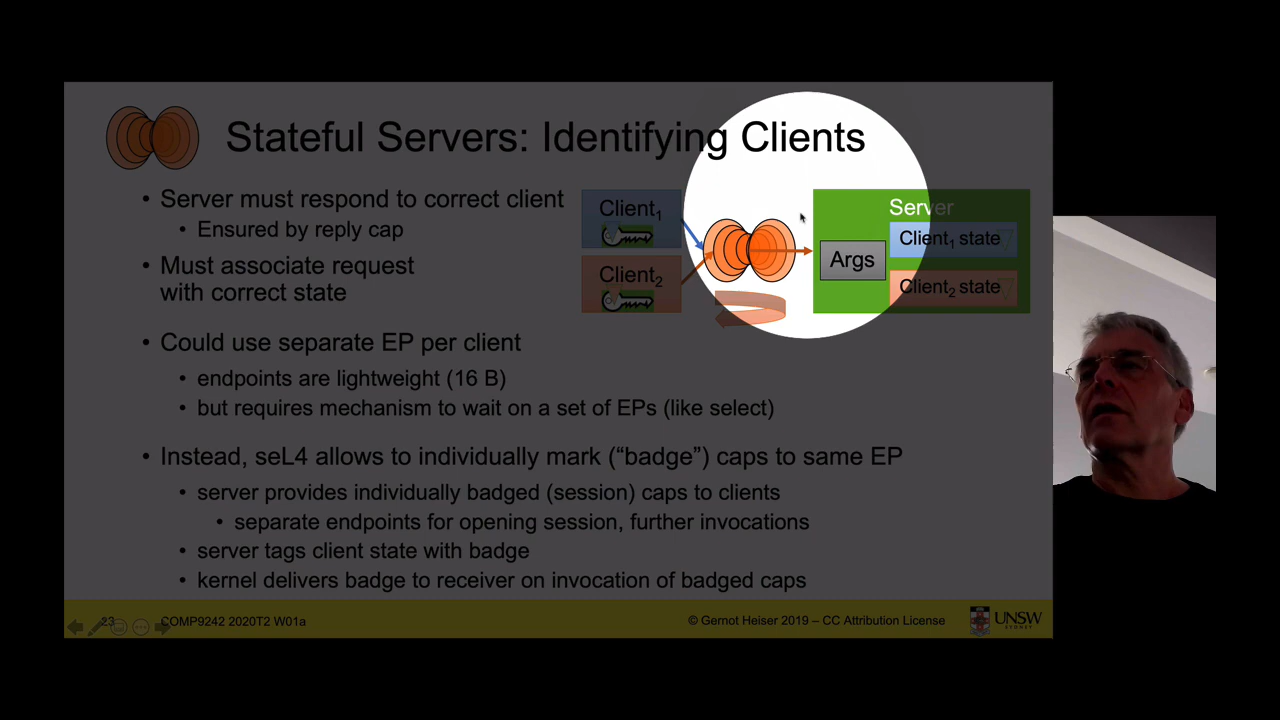 Stateful Servers: Identifying Clients
• Server must respond to correct client
• Ensured by reply cap
• Must associate request
with correct state
Client1
Client2
Server
Args
Client1 state
Client2 state
• Could use separate EP per client
• endpoints are lightweight (16 B)
• but requires mechanism to wait on a set of EPs (like select)
• Instead, seL4 allows to individually mark (“badge”) caps to same EP
• server provides individually badged (session) caps to clients
• separate endpoints for opening session, further invocations
• server tags client state with badge
• kernel delivers badge to receiver on invocation of badged caps
23
COMP9242 2020T2 W01a
© Gernot Heiser 2019 – CC Attribution License
UNSW
SYDNEY